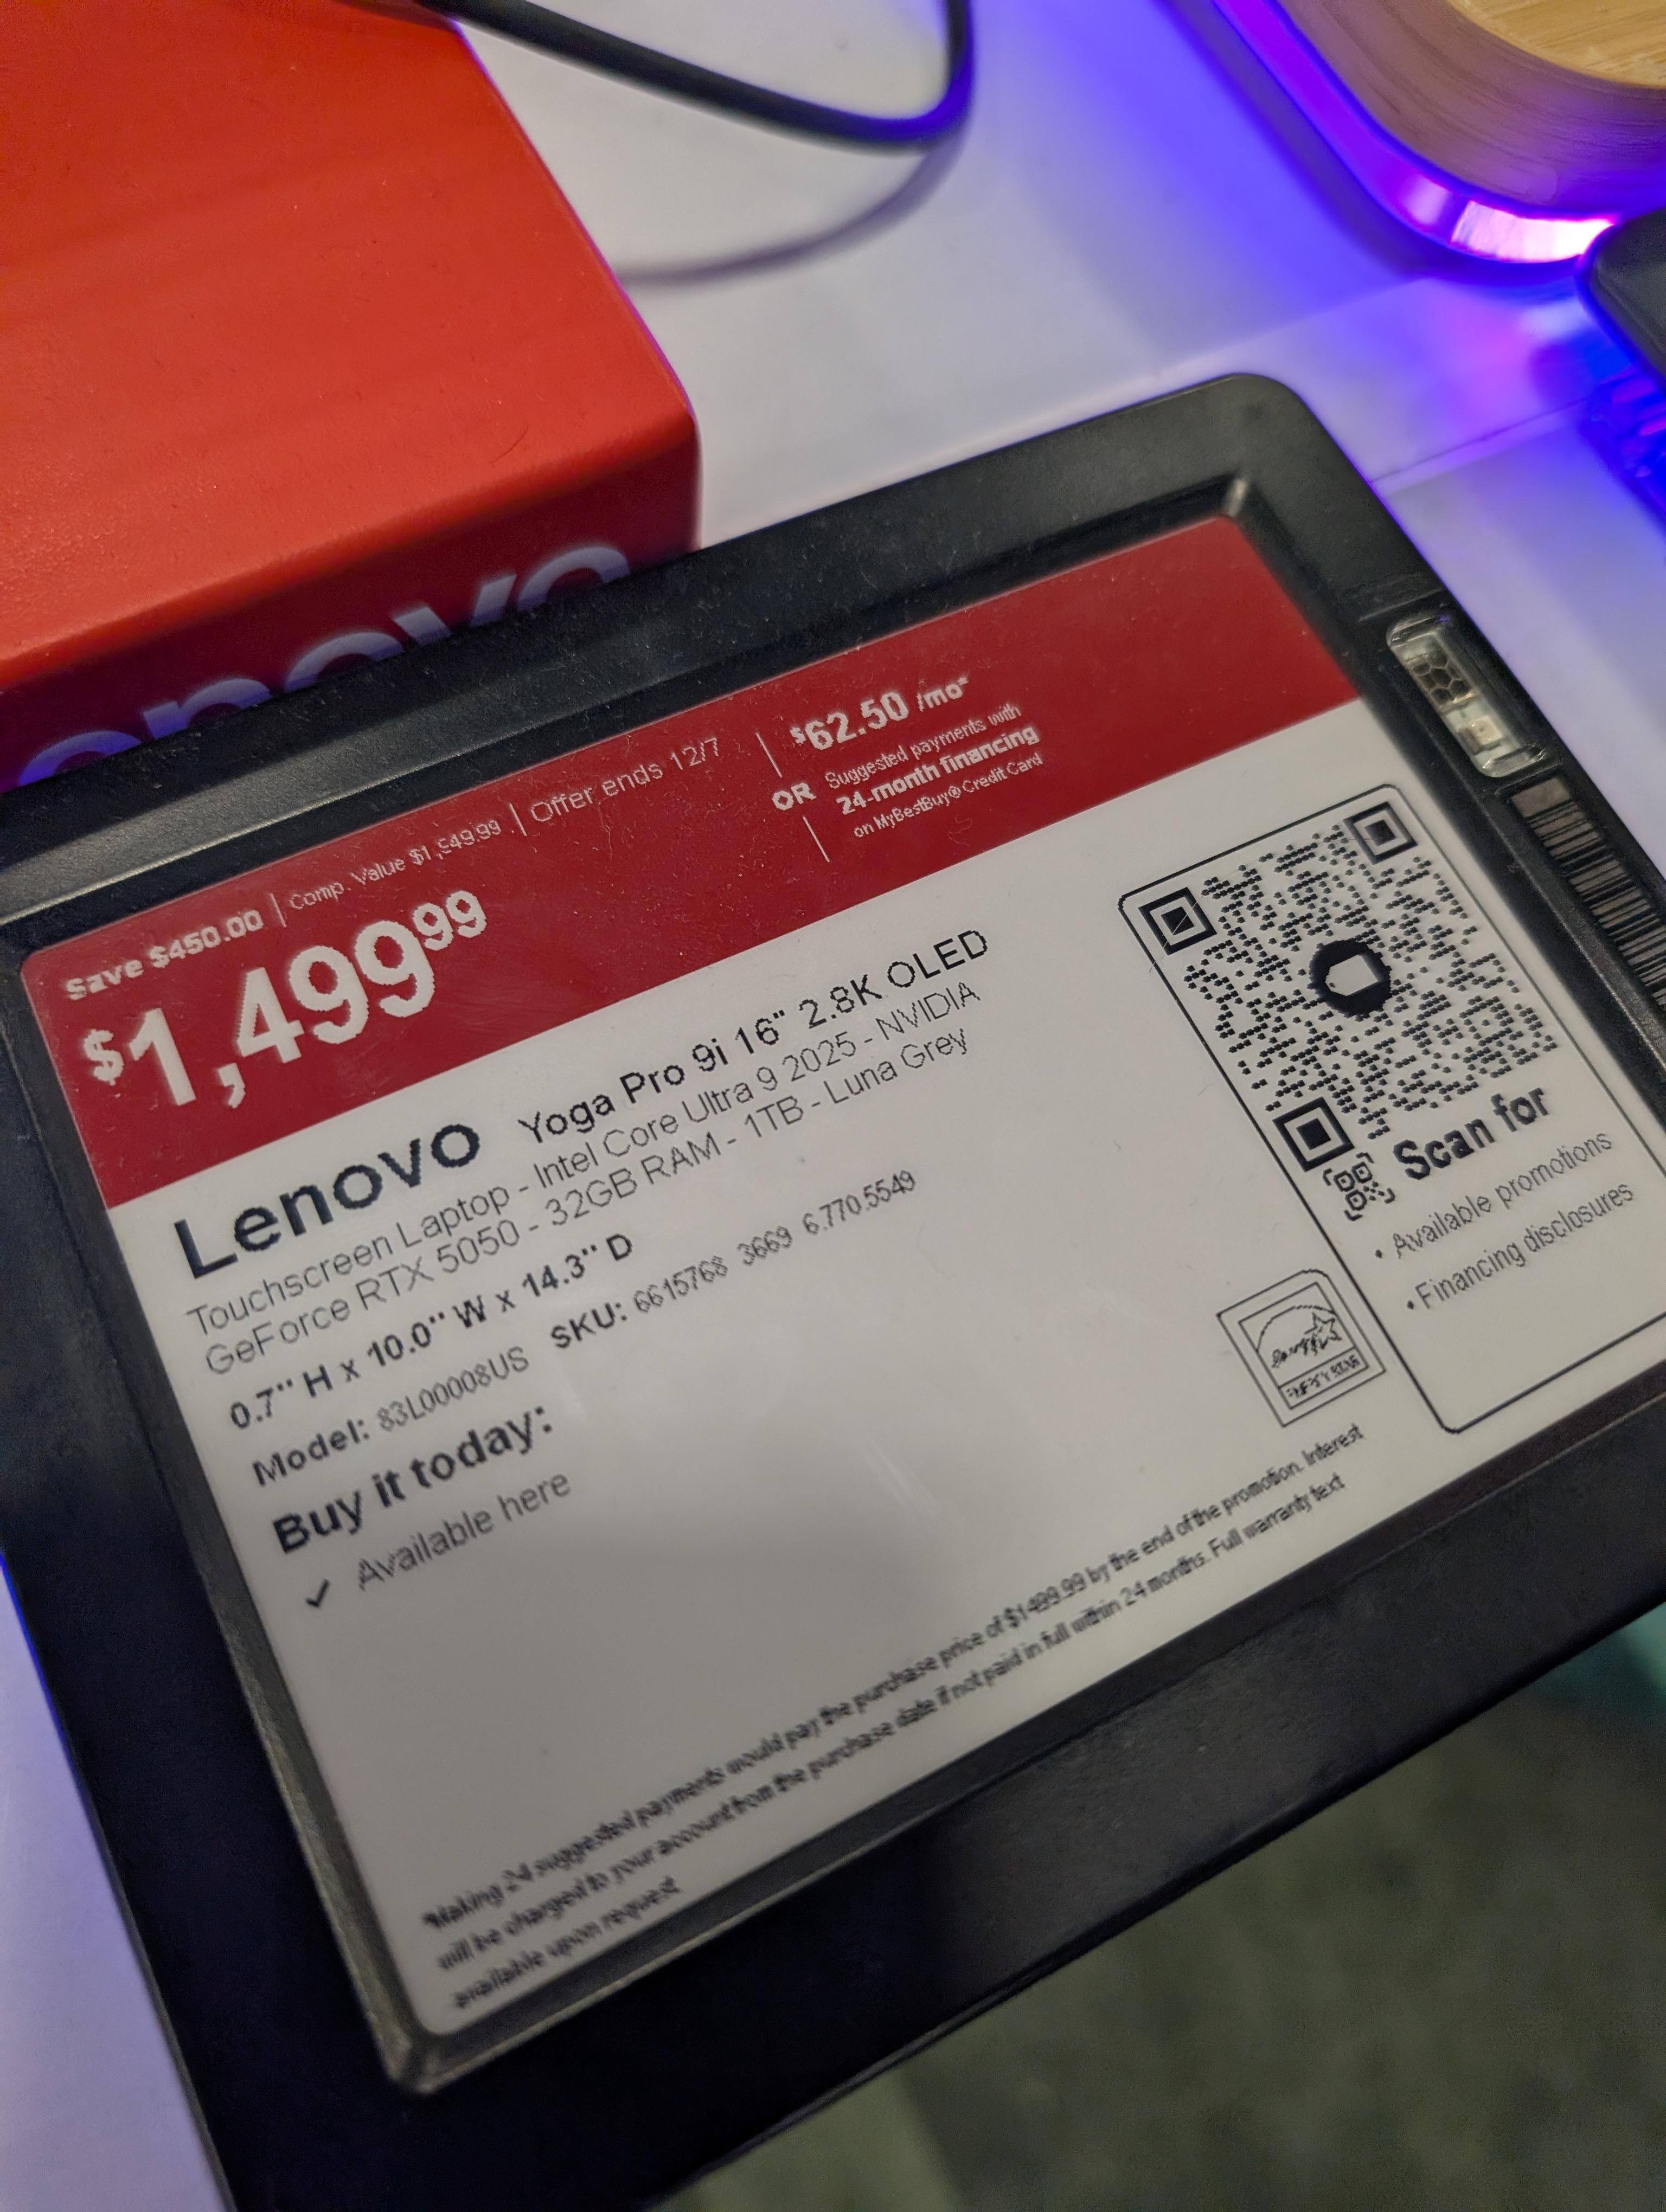 enovo
Save $450.00 | Comp. Value $1,949.99 | Offer ends 12/7
$1,499.99
OR
$62.50 /mo*
Suggested payments with
24-month financing
on MyBestBuy® Credit Card
Lenovo Yoga Pro 9i 16" 2.8K OLED
Touchscreen Laptop - Intel Core Ultra 9 2025 - NVIDIA
GeForce RTX 5050 - 32GB RAM - 1TB - Luna Grey
0.7" H x 10.0" W x 14.3" D
Model: 83L00008US SKU: 6615768 3669 6.770.5549
Buy it today:
✓ Available here
Scan for
• Available promotions
• Financing disclosures
ENERGY STAR
*Making 24 suggested payments would pay the purchase price of $1499.99 by the end of the promotion. Interest
will be charged to your account from the purchase date if not paid in full within 24 months. Full warranty text
available upon request